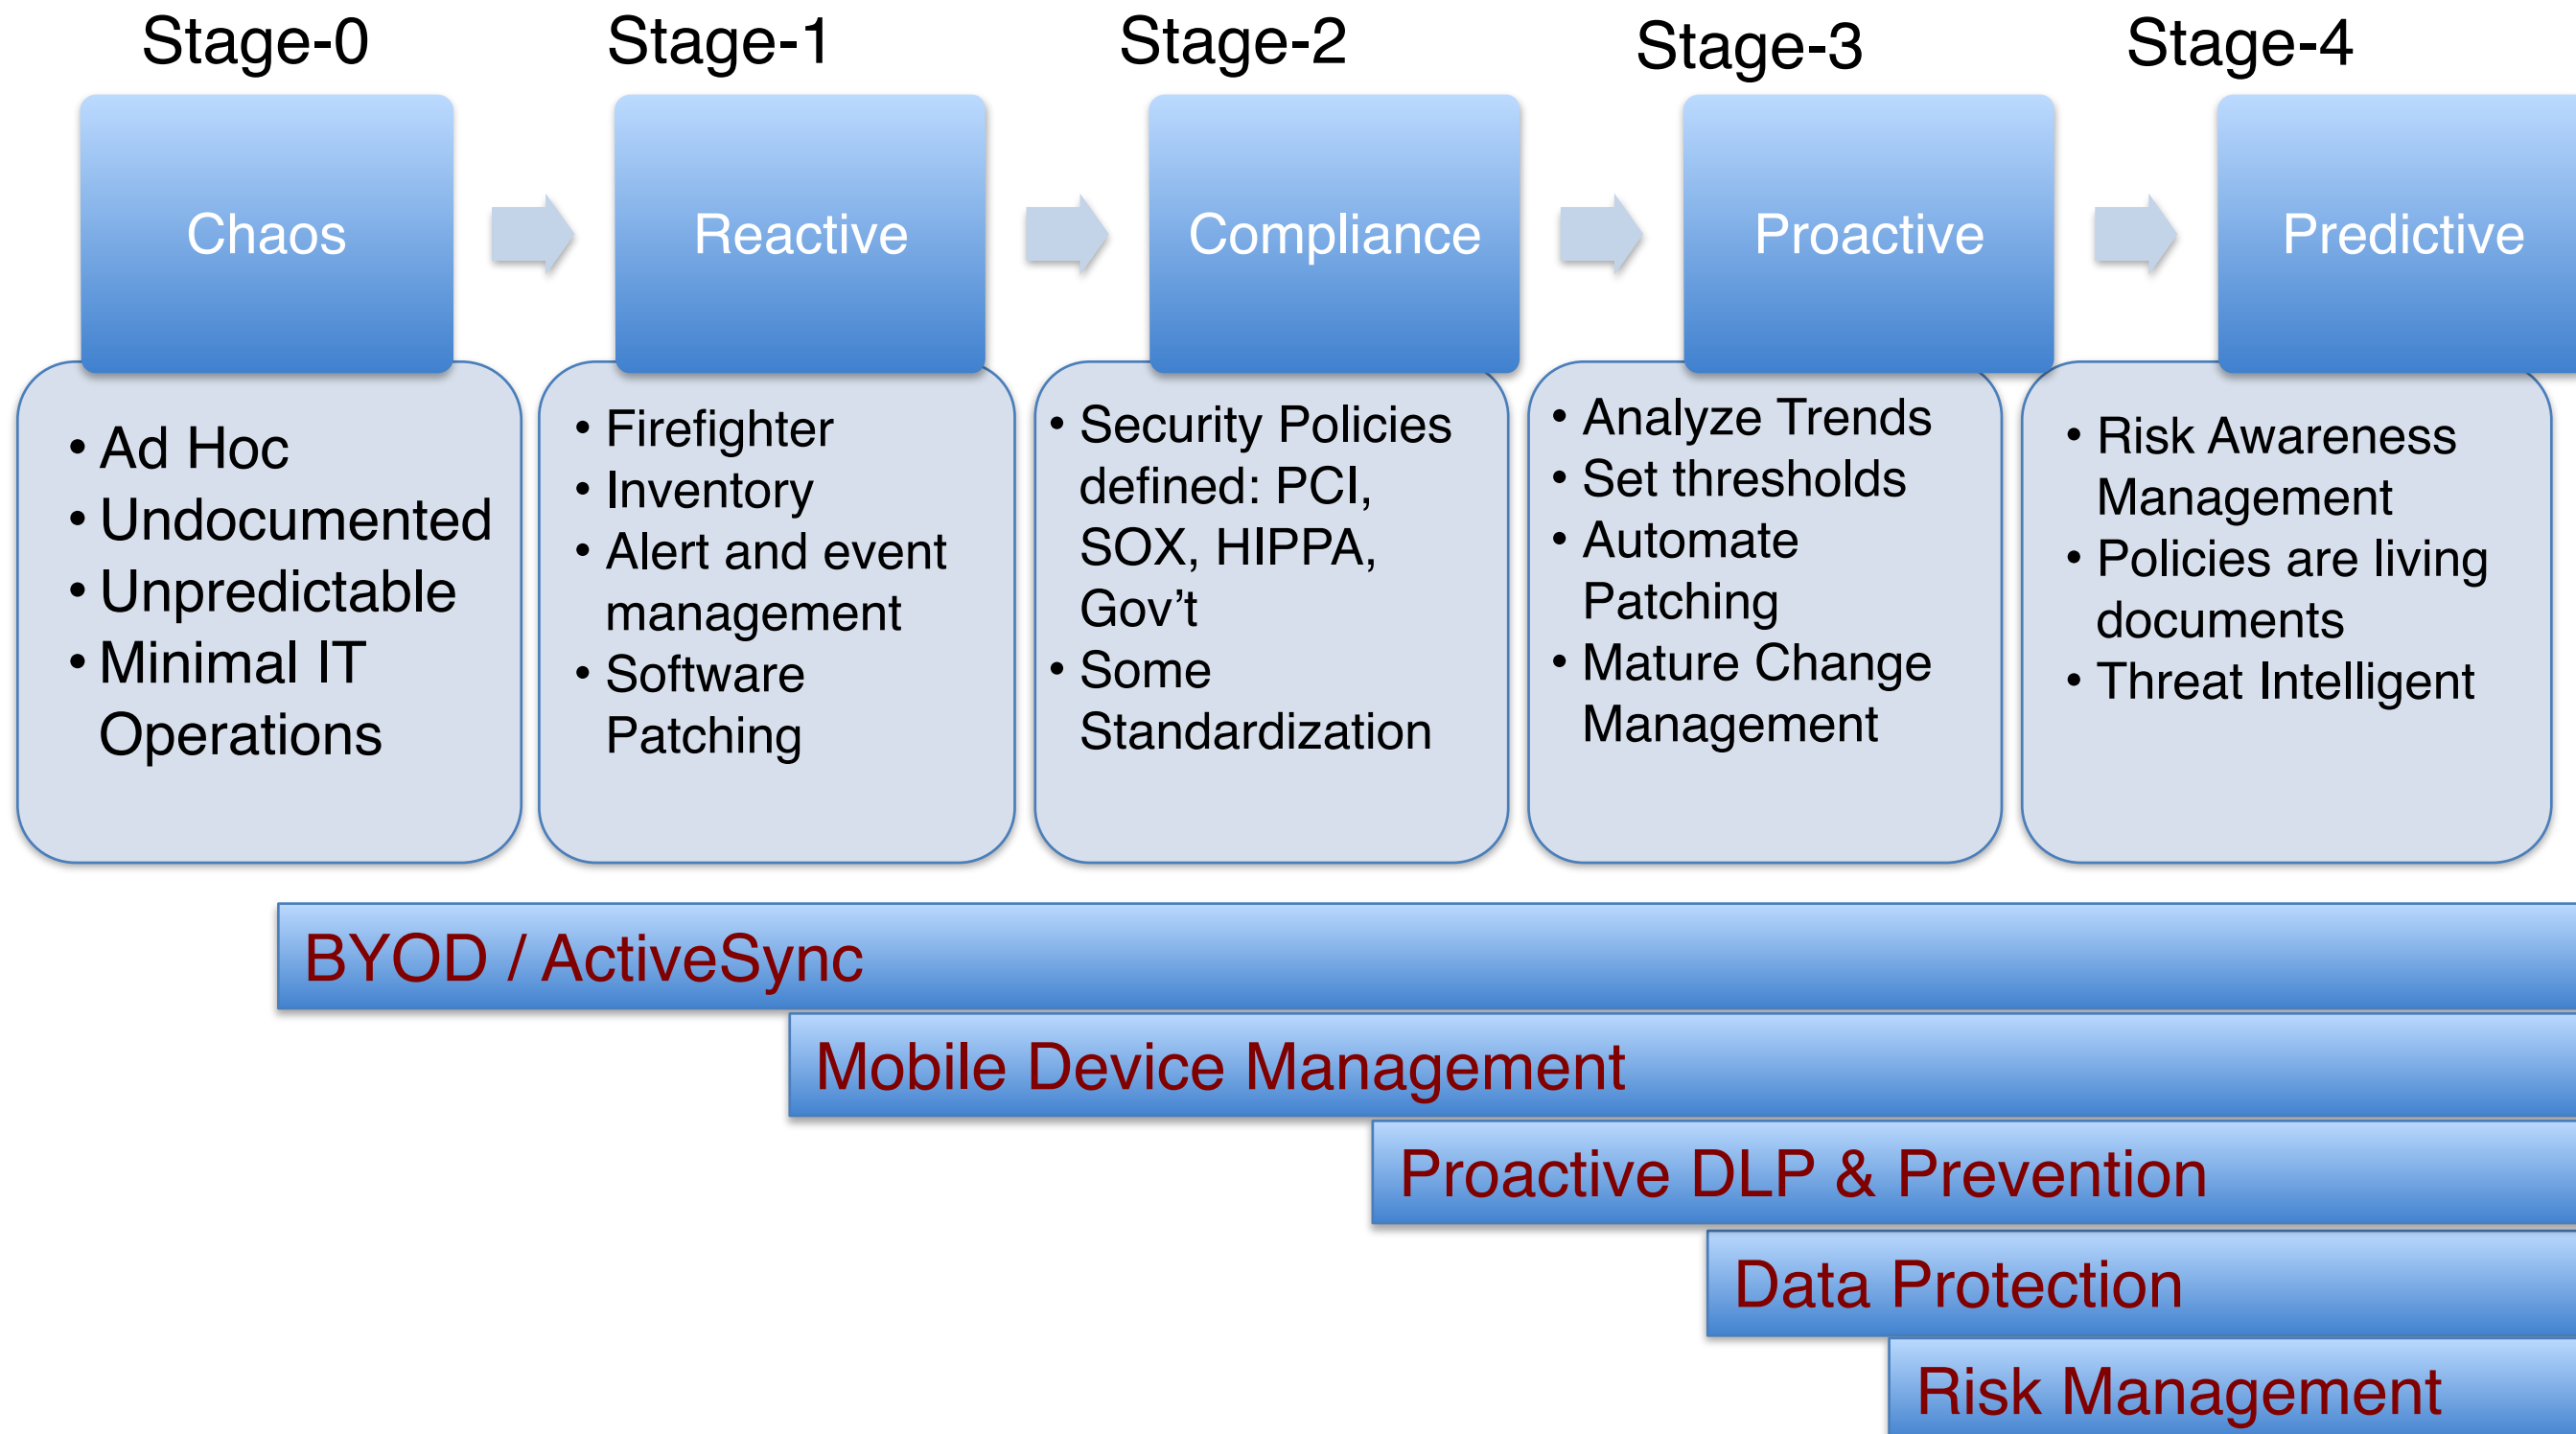 Stage-0
Stage-1
Stage-2
Stage-3
Stage-4
Chaos
Reactive
Compliance
Proactive
Predictive
• Ad Hoc
• Undocumented
• Unpredictable
• Minimal IT
Operations
• Firefighter
• Inventory
• Alert and event
management
• Software
Patching
• Security Policies
defined: PCI,
SOX, HIPPA,
Gov’t
• Some
Standardization
• Analyze Trends
• Set thresholds
• Automate
Patching
• Mature Change
Management
• Risk Awareness
Management
• Policies are living
documents
• Threat Intelligent
BYOD / ActiveSync
Mobile Device Management
Proactive DLP & Prevention
Data Protection
Risk Management